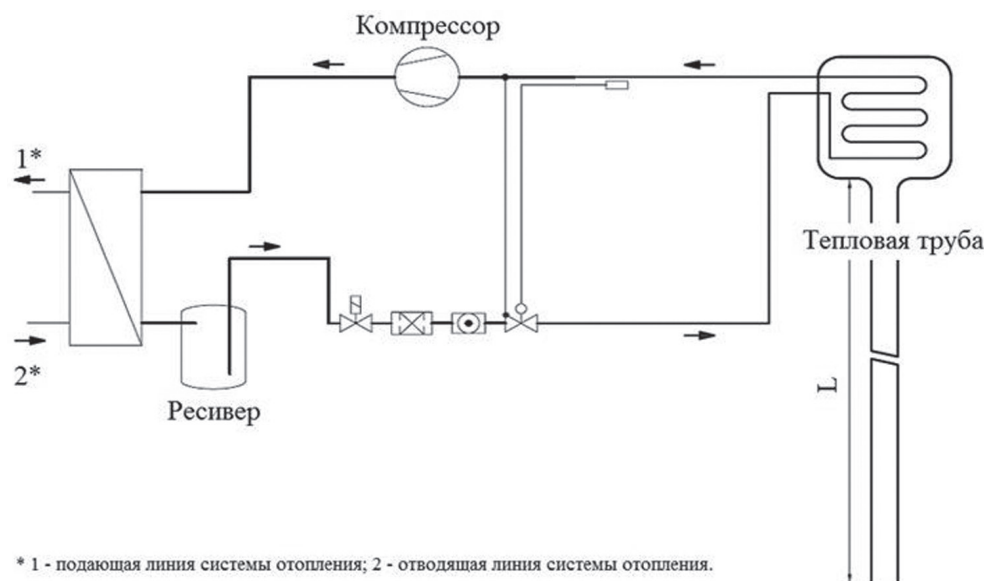 Компрессор
1*
Тепловая труба
2*
L
Ресивер
* 1 - подающая линия системы отопления; 2 - отводящая линия системы отопления.